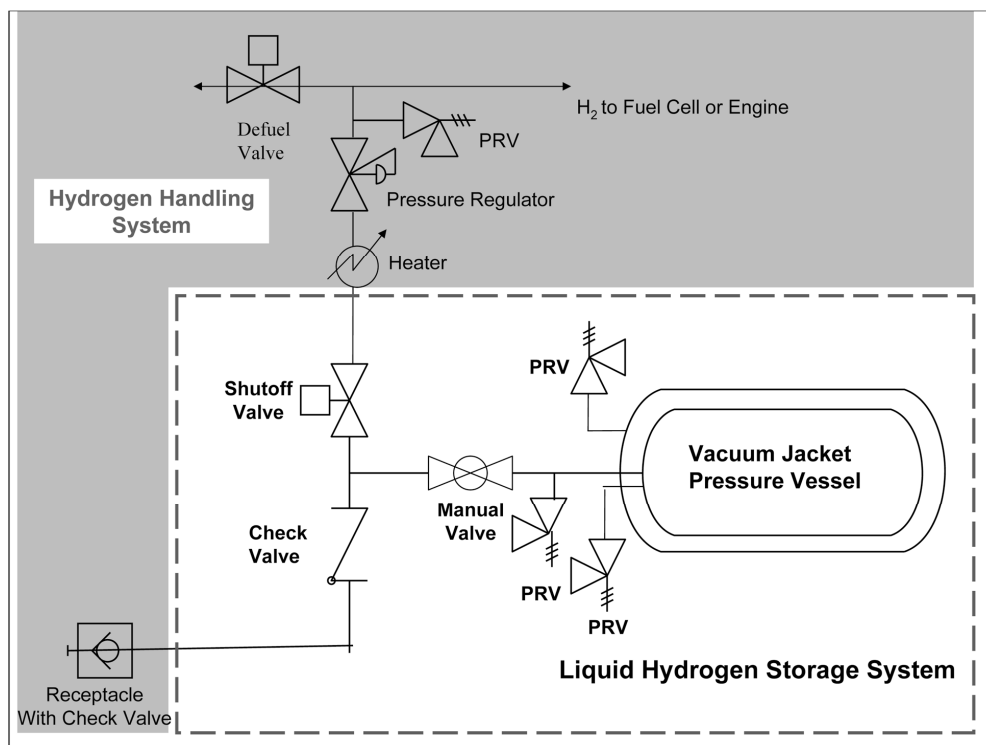 H2 to Fuel Cell or Engine
Defuel
Valve
PRV
Pressure Regulator
Hydrogen Handling
System
Heater
PRV
Shutoff
Valve
Vacuum Jacket
Pressure Vessel
Manual
Valve
Check
Valve
PRV
PRV
Liquid Hydrogen Storage System
Receptacle
With Check Valve